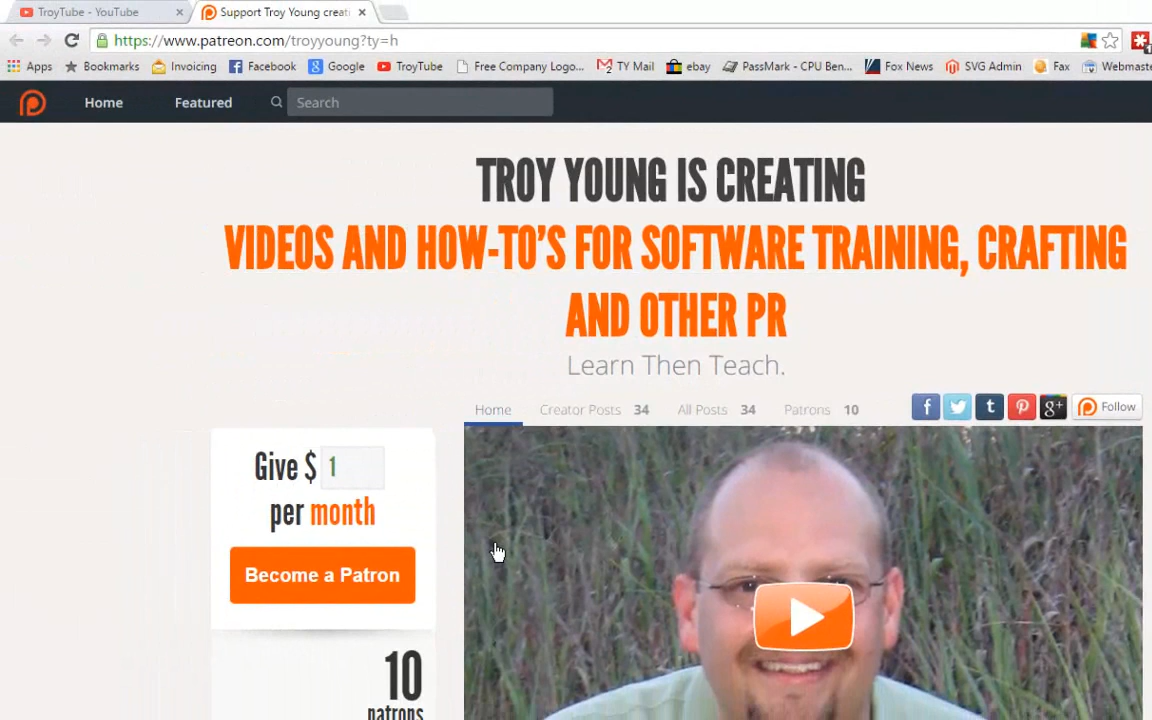 TroyTube - YouTube
Support Troy Young creati
https://www.patreon.com/troyyoung?ty=h
Apps Bookmarks Invoicing Facebook Google TroyTube Free Company Logo... TY Mail ebay PassMark - CPU Ben... Fox News SVG Admin Fax Webmaste
Home Featured Search
TROY YOUNG IS CREATING
VIDEOS AND HOW-TO'S FOR SOFTWARE TRAINING, CRAFTING
AND OTHER PR
Learn Then Teach.
Home Creator Posts 34 All Posts 34 Patrons 10 Follow
Give $ 1
per month
Become a Patron
10
patrons